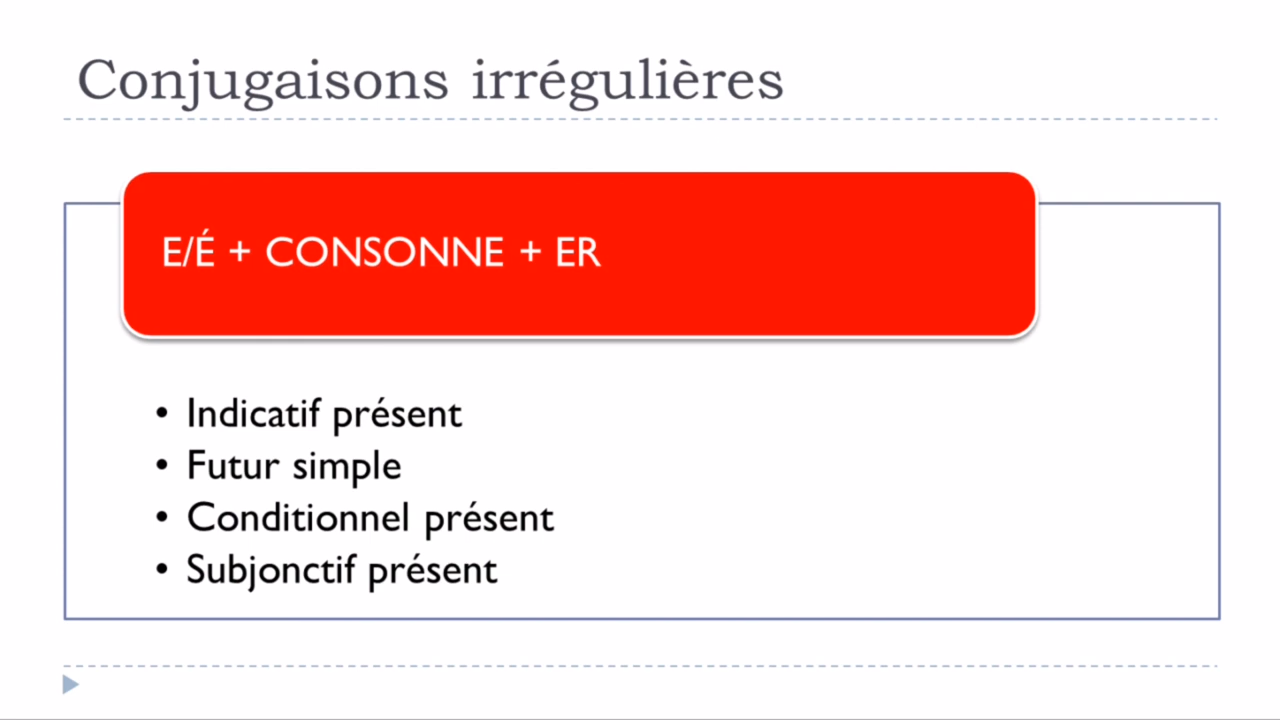 Conjugaisons irrégulières
E/É + CONSONNE + ER
• Indicatif présent
• Futur simple
• Conditionnel présent
• Subjonctif présent